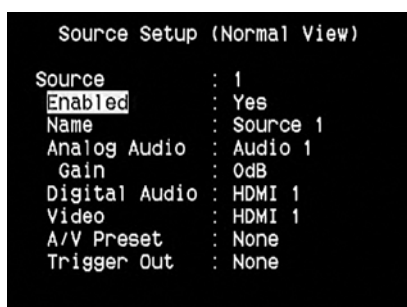 Source Setup (Normal View)
Source : 1
Enabled : Yes
Name : Source 1
Analog Audio : Audio 1
Gain : 0dB
Digital Audio : HDMI 1
Video : HDMI 1
A/V Preset : None
Trigger Out : None